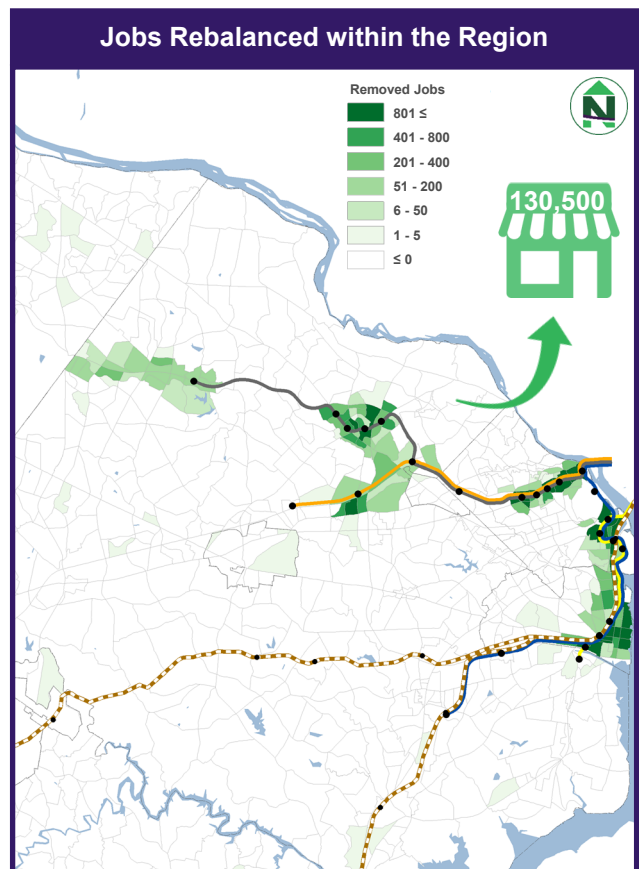 Jobs Rebalanced within the Region
Removed Jobs
801 ≤
401 - 800
201 - 400
51 - 200
6 - 50
1 - 5
≤ 0
N
130,500